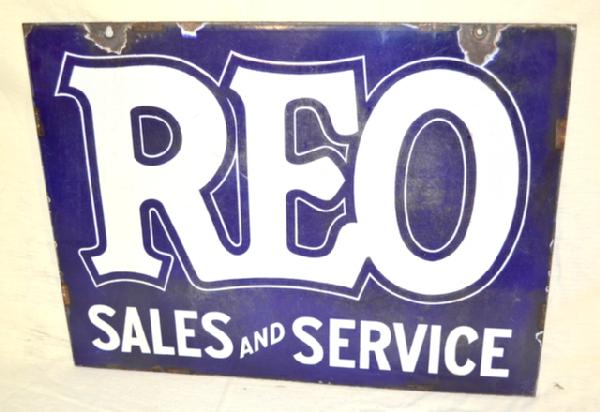 REO
SALES AND SERVICE